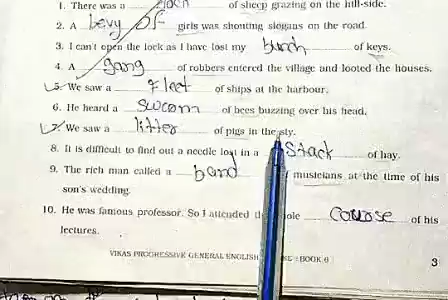 1. There was a flock of sheep grazing on the hill-side.
2. A Levy of girls was shouting slogans on the road.
3. I can't open the lock as I have lost my bunch of keys.
4. A gang of robbers entered the village and looted the houses.
5. We saw a fleet of ships at the harbour.
6. He heard a swoom of bees buzzing over his head.
7. We saw a litter of pigs in the sty.
8. It is difficult to find out a needle lost in a Stack of hay.
9. The rich man called a band musicians at the time of his
son's wedding.
10. He was famous professor. So I attended course of his
lectures.
VIKAS PROGRESSIVE GENERAL ENGLISH BOOK 6
3